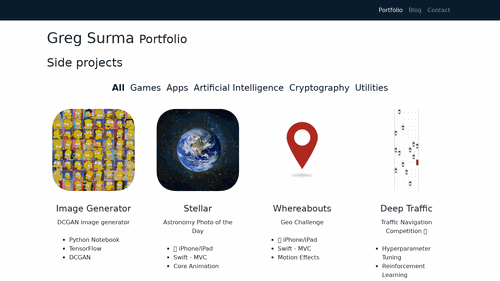 Portfolio Blog Contact
Greg Surma Portfolio
Side projects
All Games Apps Artificial Intelligence Cryptography Utilities
Image Generator
DCGAN image generator
Python Notebook
TensorFlow
DCGAN
Stellar
Astronomy Photo of the
Day
iPhone/iPad
Swift - MVC
Core Animation
Whereabouts
Geo Challenge
iPhone/iPad
Swift - MVC
Motion Effects
Deep Traffic
Traffic Navigation
Competition
Hyperparameter
Tuning
Reinforcement
Learning